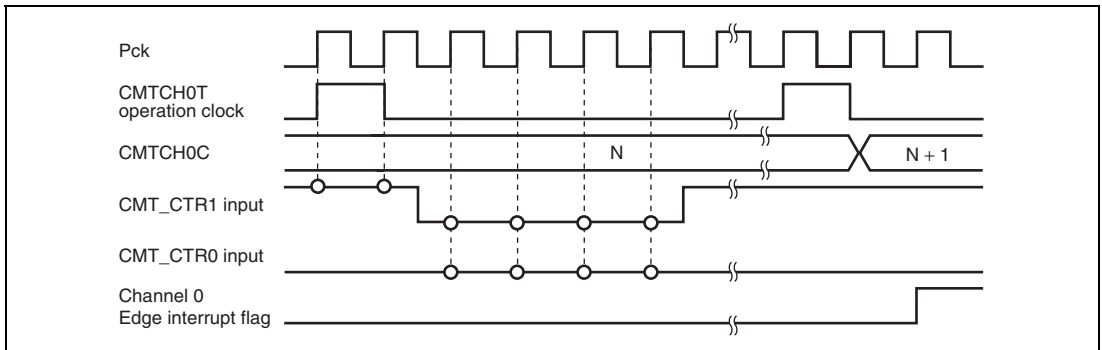 Pck
CMTCH0T
operation clock
CMTCH0C
N
N + 1
CMT_CTR1 input
CMT_CTR0 input
Channel 0
Edge interrupt flag